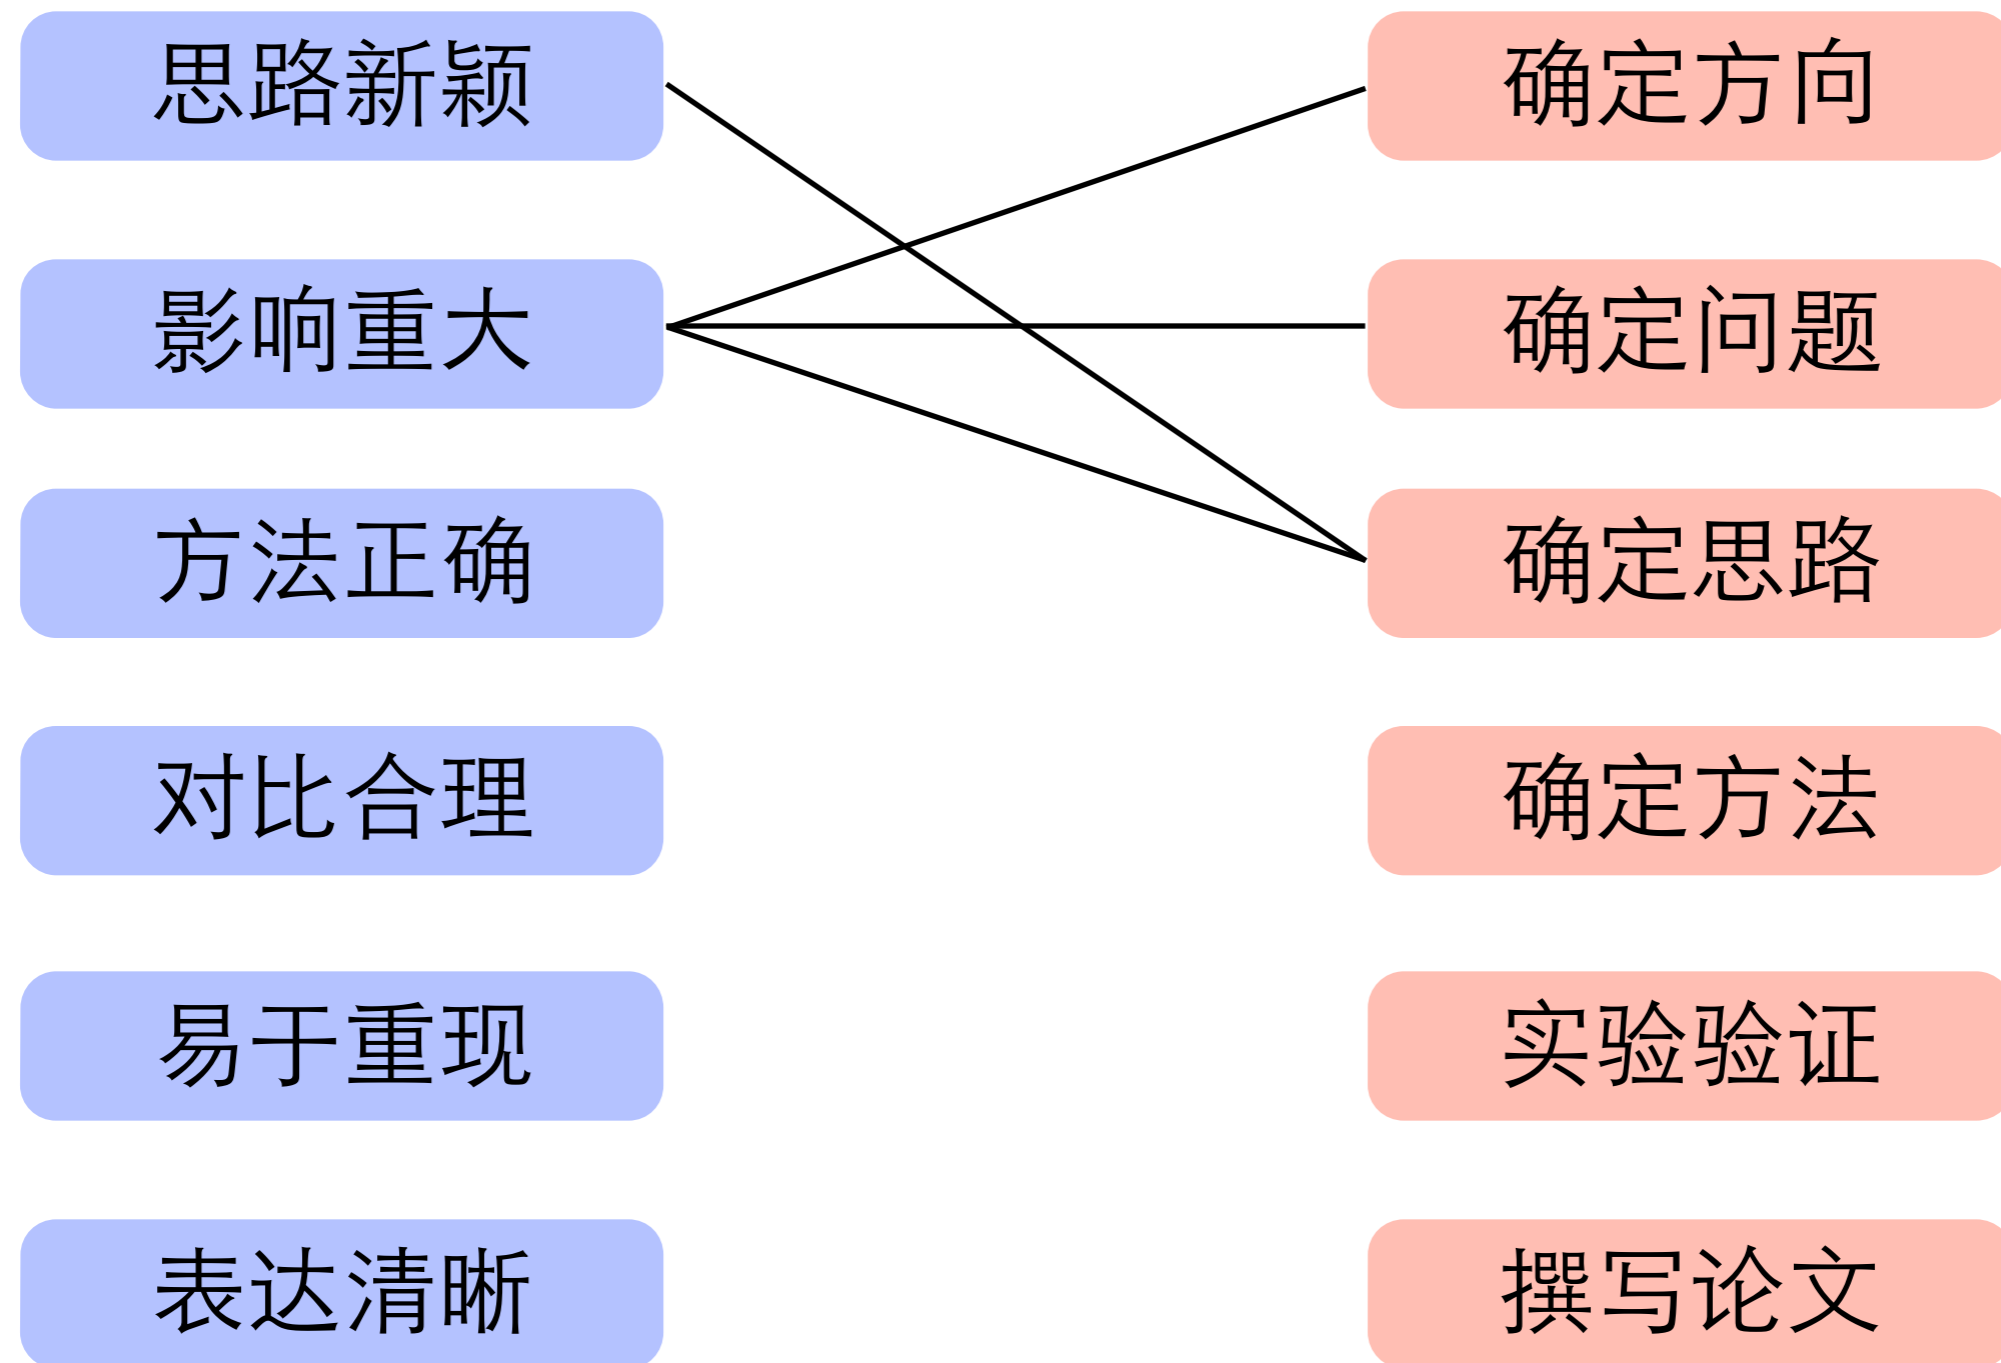 思路新颖
确定方向
影响重大
确定问题
方法正确
确定思路
对比合理
确定方法
易于重现
实验验证
表达清晰
撰写论文